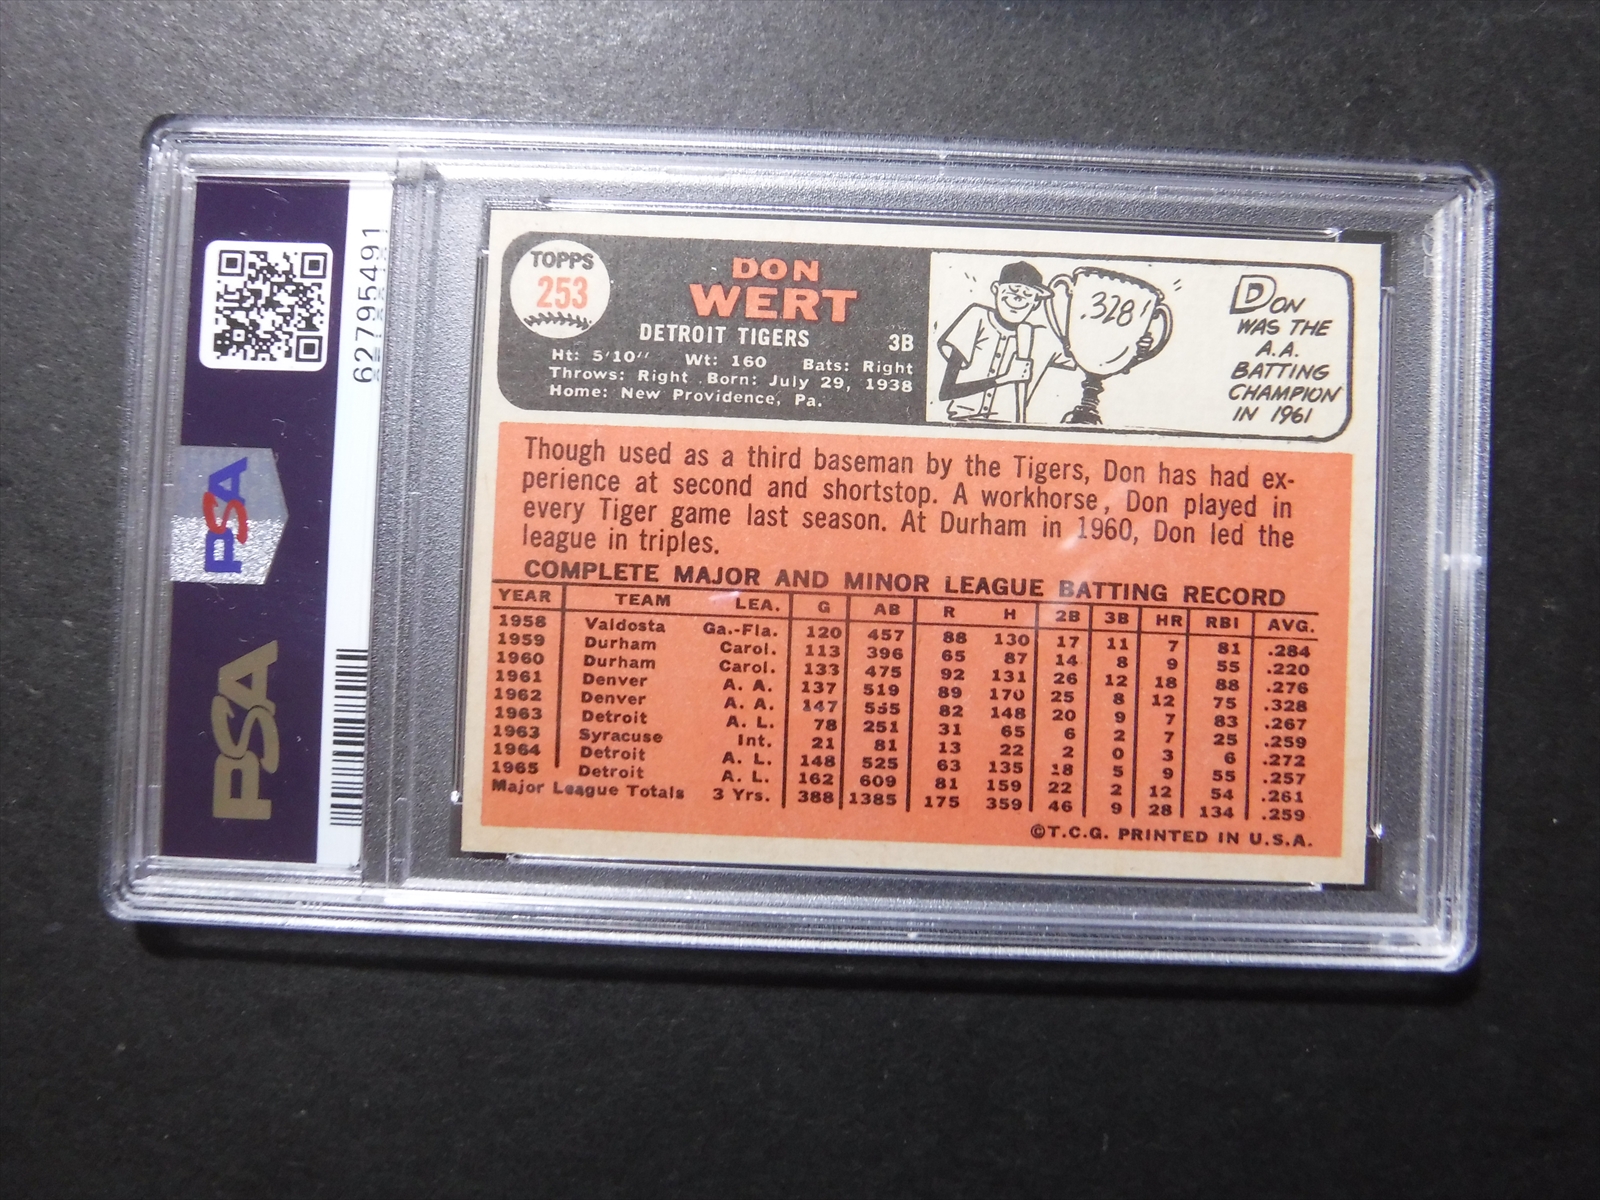 62795491
PSA
PSA
TOPPS
253
DON
WERT
DETROIT TIGERS 3B
Ht: 5'10" Wt: 160 Bats: Right
Throws: Right Born: July 29, 1938
Home: New Providence, Pa.
.328!
DON
WAS THE
A.A.
BATTING
CHAMPION
IN 1961
Though used as a third baseman by the Tigers, Don has had ex-
perience at second and shortstop. A workhorse, Don played in
every Tiger game last season. At Durham in 1960, Don led the
league in triples.
COMPLETE MAJOR AND MINOR LEAGUE BATTING RECORD
YEAR TEAM LEA. G AB R H 2B 3B HR RBI AVG.
1958 Valdosta Ga.-Fla. 120 457 88 130 17 11 7 81 .284
1959 Durham Carol. 113 396 65 87 14 8 9 55 .220
1960 Durham Carol. 133 475 92 131 26 12 18 88 .276
1961 Denver A. A. 137 519 89 170 25 8 12 75 .328
1962 Denver A. A. 147 555 82 148 20 9 7 83 .267
1963 Detroit A. L. 78 251 31 65 6 2 7 25 .259
1963 Syracuse Int. 21 81 13 22 2 0 3 6 .272
1964 Detroit A. L. 148 525 63 135 18 5 9 55 .257
1965 Detroit A. L. 162 609 81 159 22 2 12 54 .261
Major League Totals 3 Yrs. 388 1385 175 359 46 9 28 134 .259
©T.C.G. PRINTED IN U.S.A.